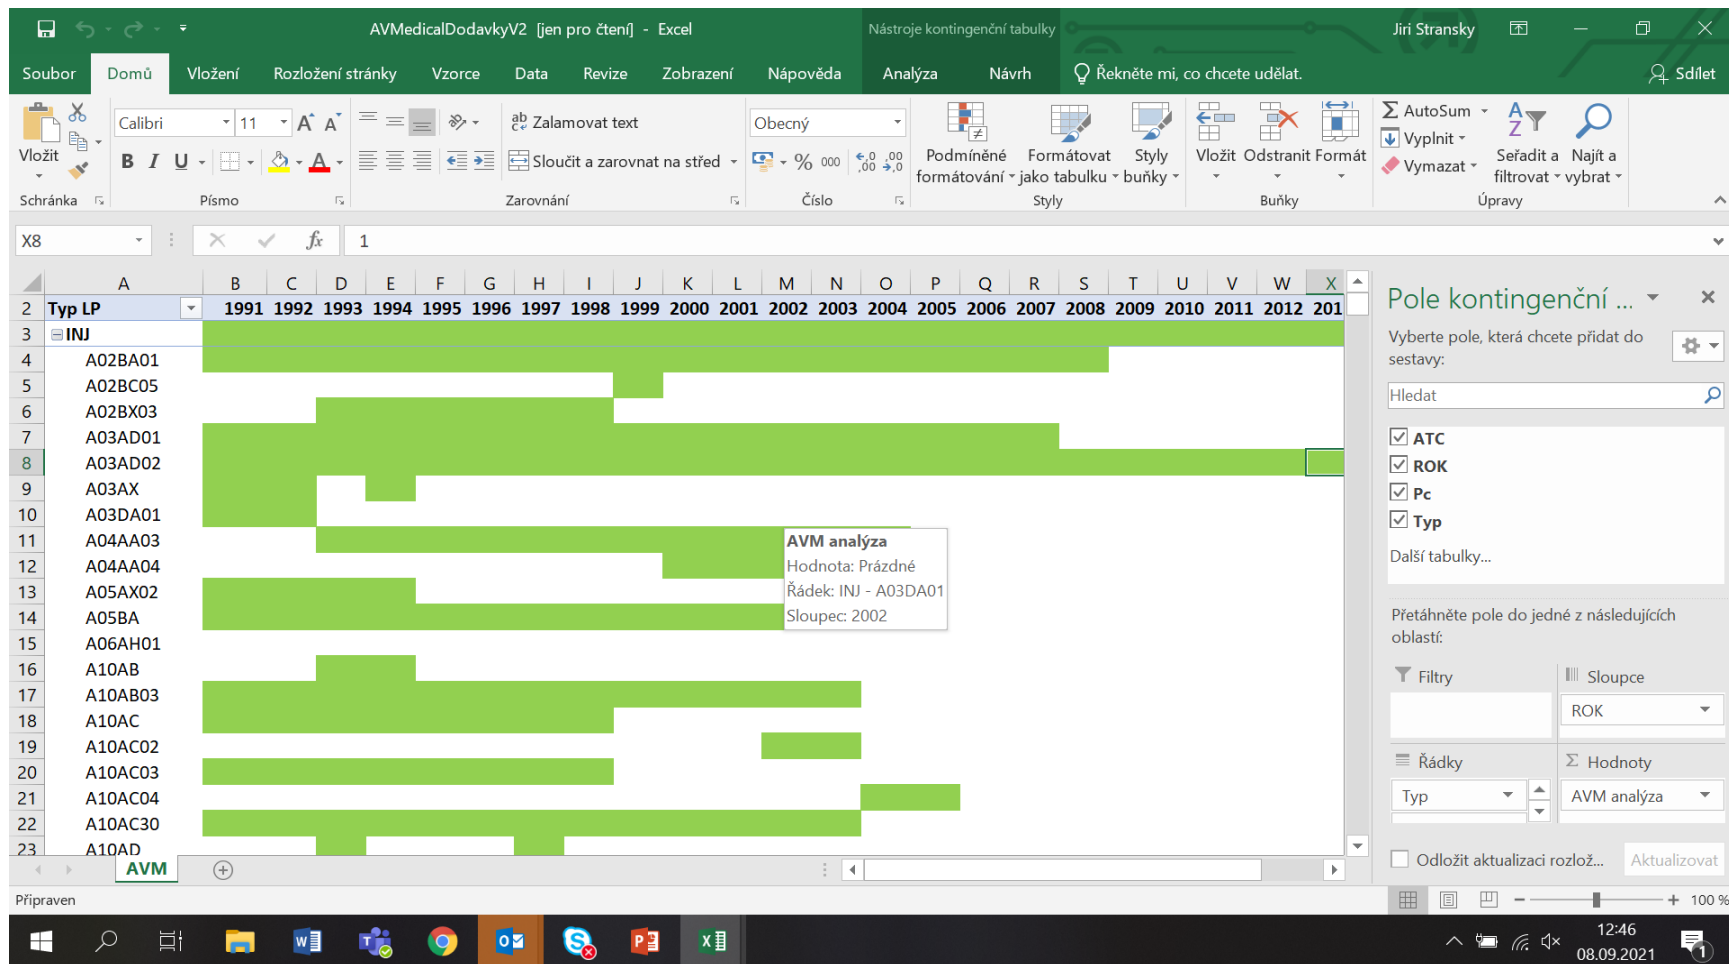 AVMedicalDodavkyV2 [jen pro čtení] - Excel
Nástroje kontingenční tabulky
Jiri Stransky
Soubor Domů Vložení Rozložení stránky Vzorce Data Revize Zobrazení Nápověda Analýza Návrh Řekněte mi, co chcete udělat. Sdílet
Vložit
Calibri 11
B I U
Zalamovat text
Sloučit a zarovnat na střed
Obecný
% 000
Podmíněné formátování
Formátovat jako tabulku
Styly buňky
Vložit Odstranit Formát
AutoSum
Vyplnit
Vymazat
Seřadit a filtrovat
Najít a vybrat
Schránka Písmo Zarovnání Číslo Styly Buňky Úpravy
X8 fx 1
A B C D E F G H I J K L M N O P Q R S T U V W X
2 Typ LP 1991 1992 1993 1994 1995 1996 1997 1998 1999 2000 2001 2002 2003 2004 2005 2006 2007 2008 2009 2010 2011 2012 201
3 INJ
4 A02BA01
5 A02BC05
6 A02BX03
7 A03AD01
8 A03AD02
9 A03AX
10 A03DA01
11 A04AA03
12 A04AA04
13 A05AX02
14 A05BA
15 A06AH01
16 A10AB
17 A10AB03
18 A10AC
19 A10AC02
20 A10AC03
21 A10AC04
22 A10AC30
23 A10AD
AVM analýza
Hodnota: Prázdné
Řádek: INJ - A03DA01
Sloupec: 2002
Pole kontingenční ...
Vyberte pole, která chcete přidat do
sestavy:
Hledat
ATC
ROK
Pc
Typ
Další tabulky...
Přetáhněte pole do jedné z následujících
oblastí:
Filtry Sloupce
ROK
Řádky Hodnoty
Typ AVM analýza
Odložit aktualizaci rozlož... Aktualizovat
AVM
Připraven
100 %
12:46
08.09.2021
1